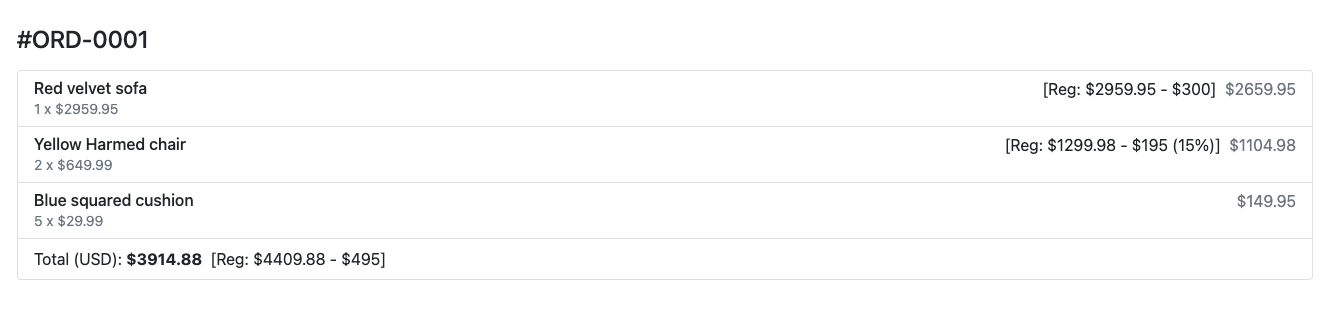 #ORD-0001
Red velvet sofa [Reg: $2959.95 - $300] $2659.95
1 x $2959.95
Yellow Harmed chair [Reg: $1299.98 - $195 (15%)] $1104.98
2 x $649.99
Blue squared cushion $149.95
5 x $29.99
Total (USD): $3914.88 [Reg: $4409.88 - $495]